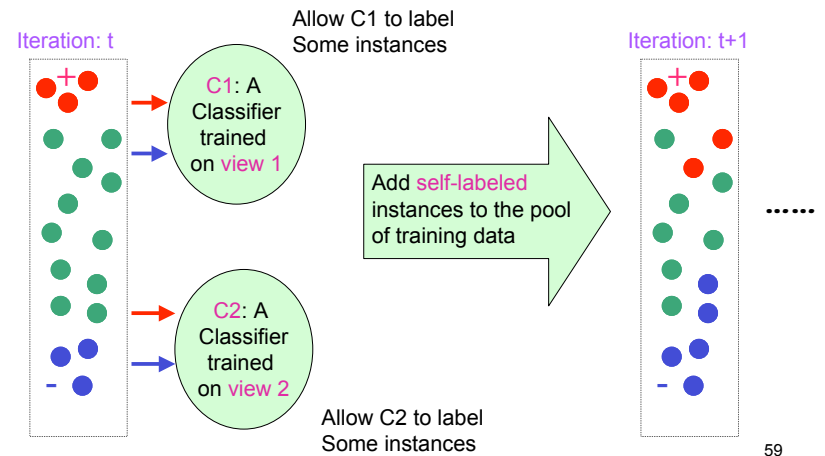 Allow C1 to label
Some instances
Iteration: t
+
-
C1: A
Classifier
trained
on view 1
C2: A
Classifier
trained
on view 2
Allow C2 to label
Some instances
Add self-labeled
instances to the pool
of training data
Iteration: t+1
+
-
......
59